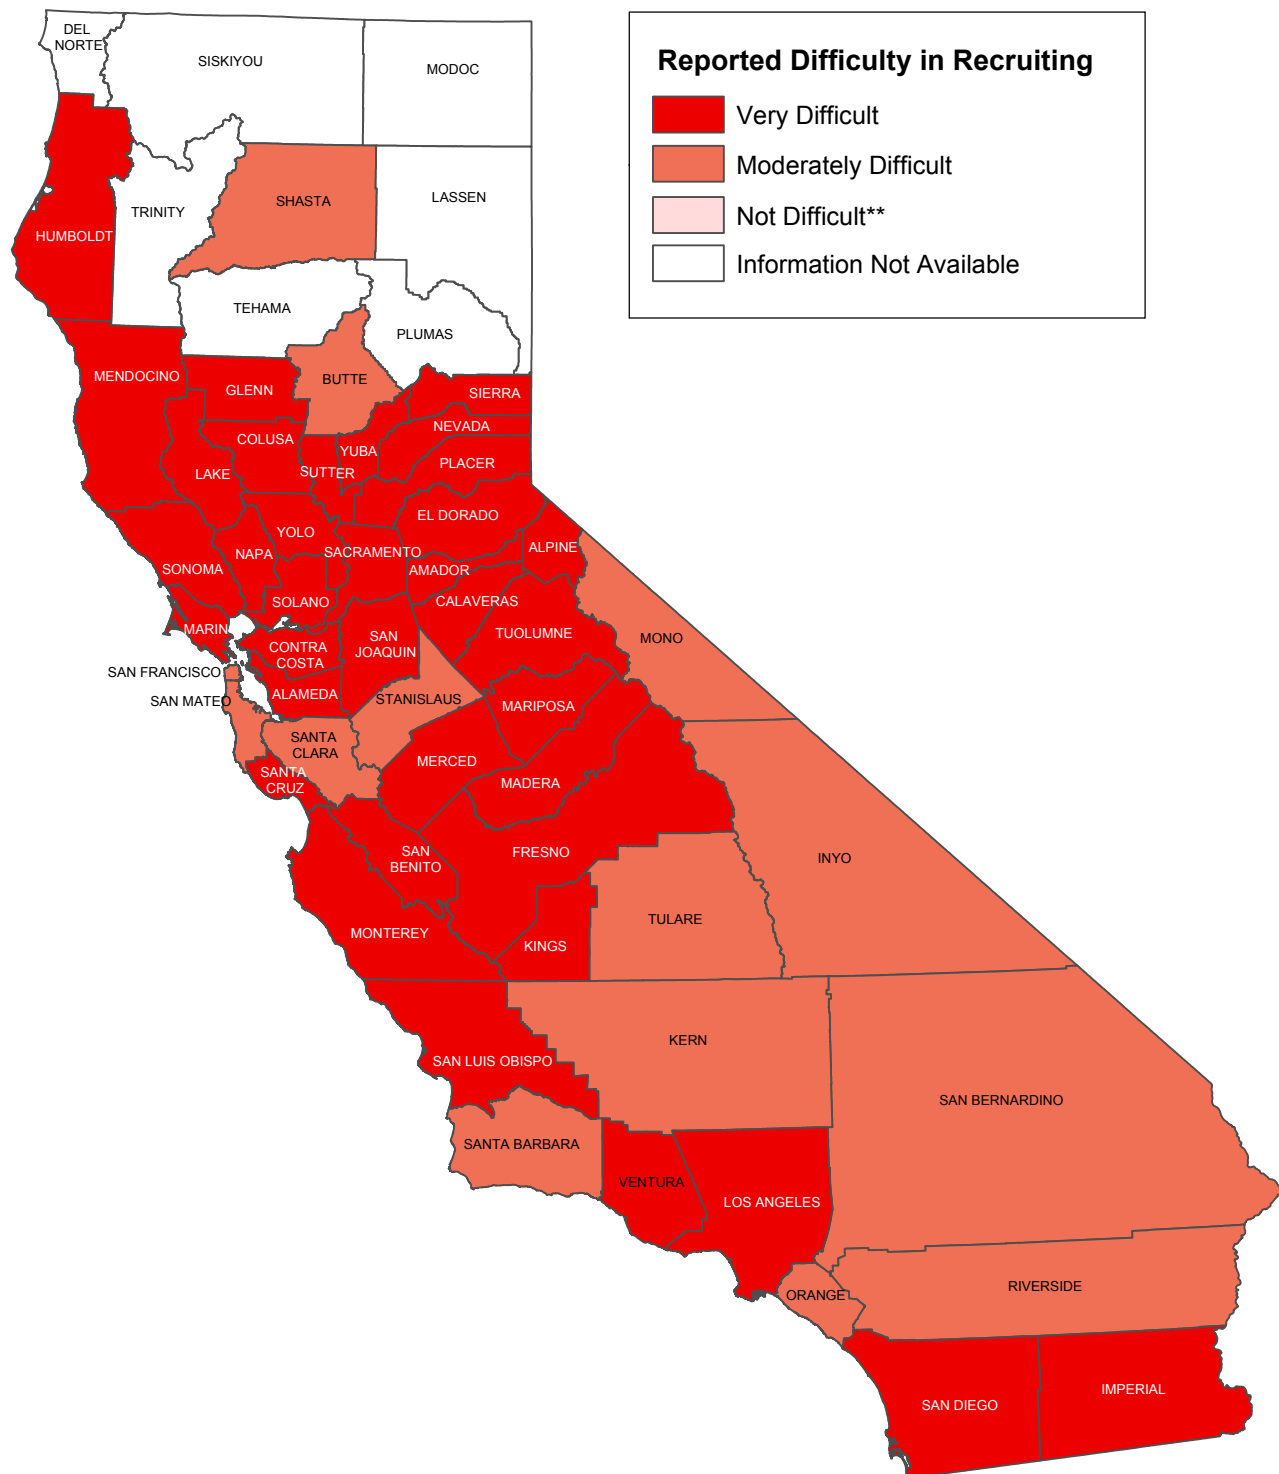 Reported Difficulty in Recruiting
Very Difficult
Moderately Difficult
Not Difficult**
Information Not Available
DEL
NORTE
SISKIYOU
MODOC
HUMBOLDT
TRINITY
SHASTA
LASSEN
TEHAMA
PLUMAS
MENDOCINO
GLENN
BUTTE
SIERRA
COLUSA
YUBA
NEVADA
LAKE
SUTTER
PLACER
SONOMA
NAPA
YOLO
SACRAMENTO
EL DORADO
ALPINE
AMADOR
SOLANO
CALAVERAS
MARIN
CONTRA
COSTA
SAN
JOAQUIN
TUOLUMNE
MONO
SAN FRANCISCO
SAN MATEO
ALAMEDA
STANISLAUS
MARIPOSA
SANTA
CLARA
MERCED
SANTA
CRUZ
MADERA
SAN
BENITO
FRESNO
INYO
MONTEREY
KINGS
TULARE
SAN LUIS OBISPO
KERN
SAN BERNARDINO
SANTA BARBARA
VENTURA
LOS ANGELES
ORANGE
RIVERSIDE
SAN DIEGO
IMPERIAL